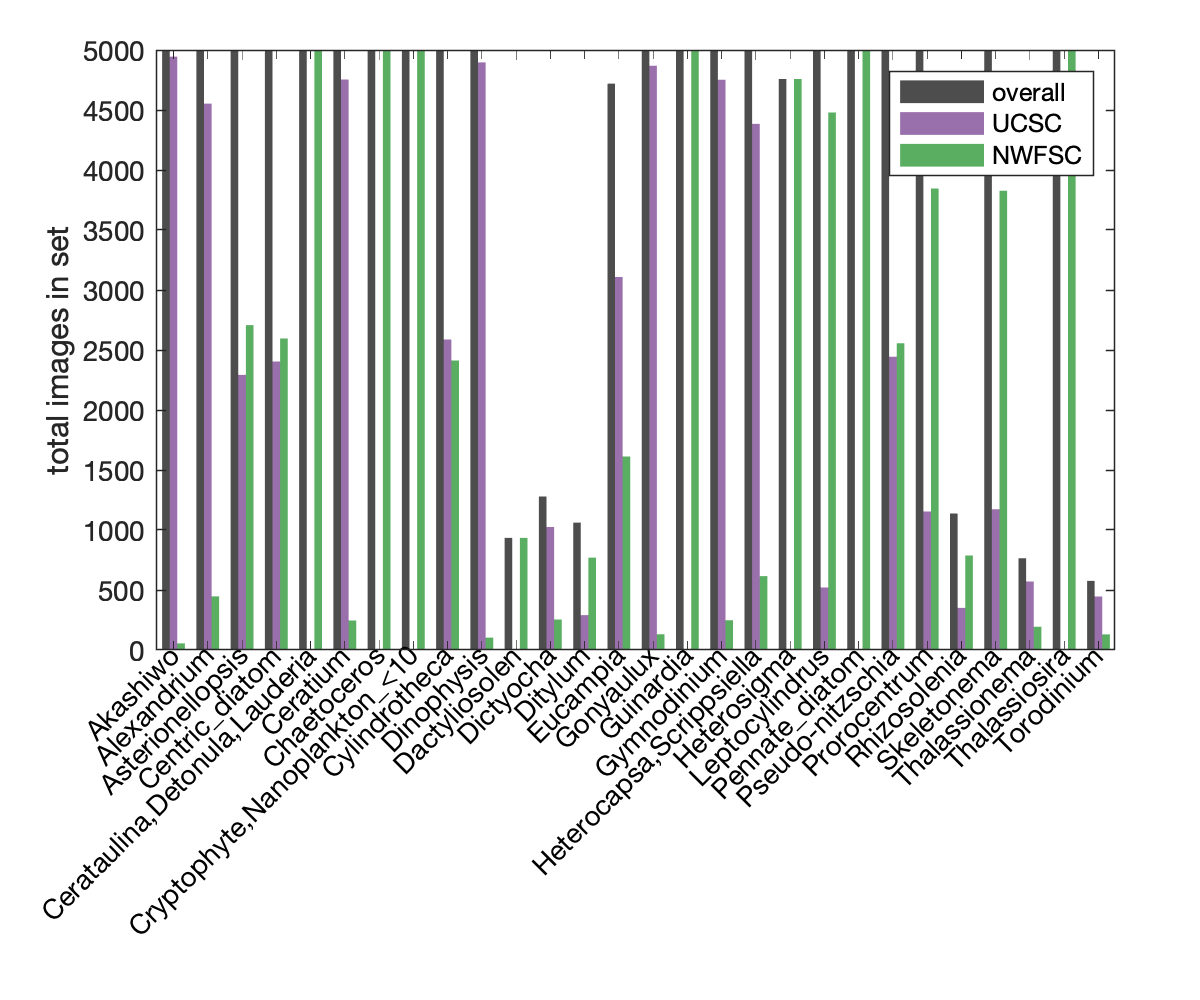 5000
4500
4000
3500
3000
2500
2000
1500
1000
500
0
total images in set
overall
UCSC
NWFSC
Akashiwo
Alexandrium
Asterionellopsis
Centric_diatom
Cerataulina,Detonula,Lauderia
Ceratium
Chaetoceros
Cryptophyte,Nanoplankton_<10
Cylindrotheca
Dinophysis
Dactyliosolen
Dictyocha
Ditylum
Eucampia
Gonyaulux
Guinardia
Gymnodinium
Heterocapsa,Scrippsiella
Heterosigma
Leptocylindrus
Pennate_diatom
Pseudo-nitzschia
Prorocentrum
Rhizosolenia
Skeletonema
Thalassionema
Thalassiosira
Torodinium